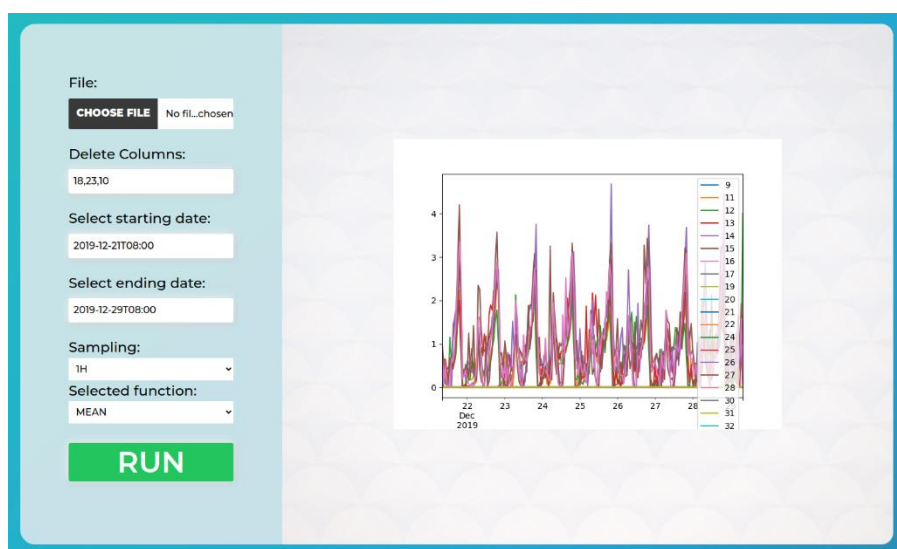 File:
CHOOSE FILE No fil...chosen
Delete Columns:
18,23,10
Select starting date:
2019-12-21T08:00
Select ending date:
2019-12-29T08:00
Sampling:
1H
Selected function:
MEAN
RUN
4
3
2
1
0
22 23 24 25 26 27 28
Dec
2019
9
11
12
13
14
15
16
17
19
20
21
22
24
25
26
27
28
30
31
32